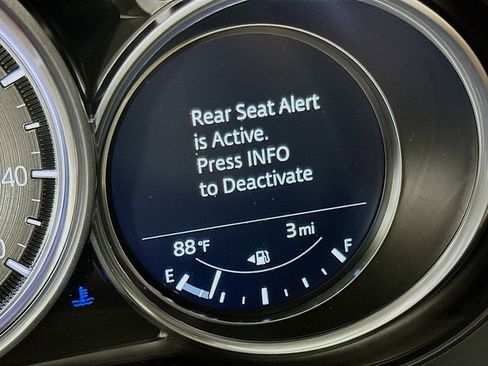 Rear Seat Alert
is Active.
Press INFO
to Deactivate
88°F 3 mi
E F
40